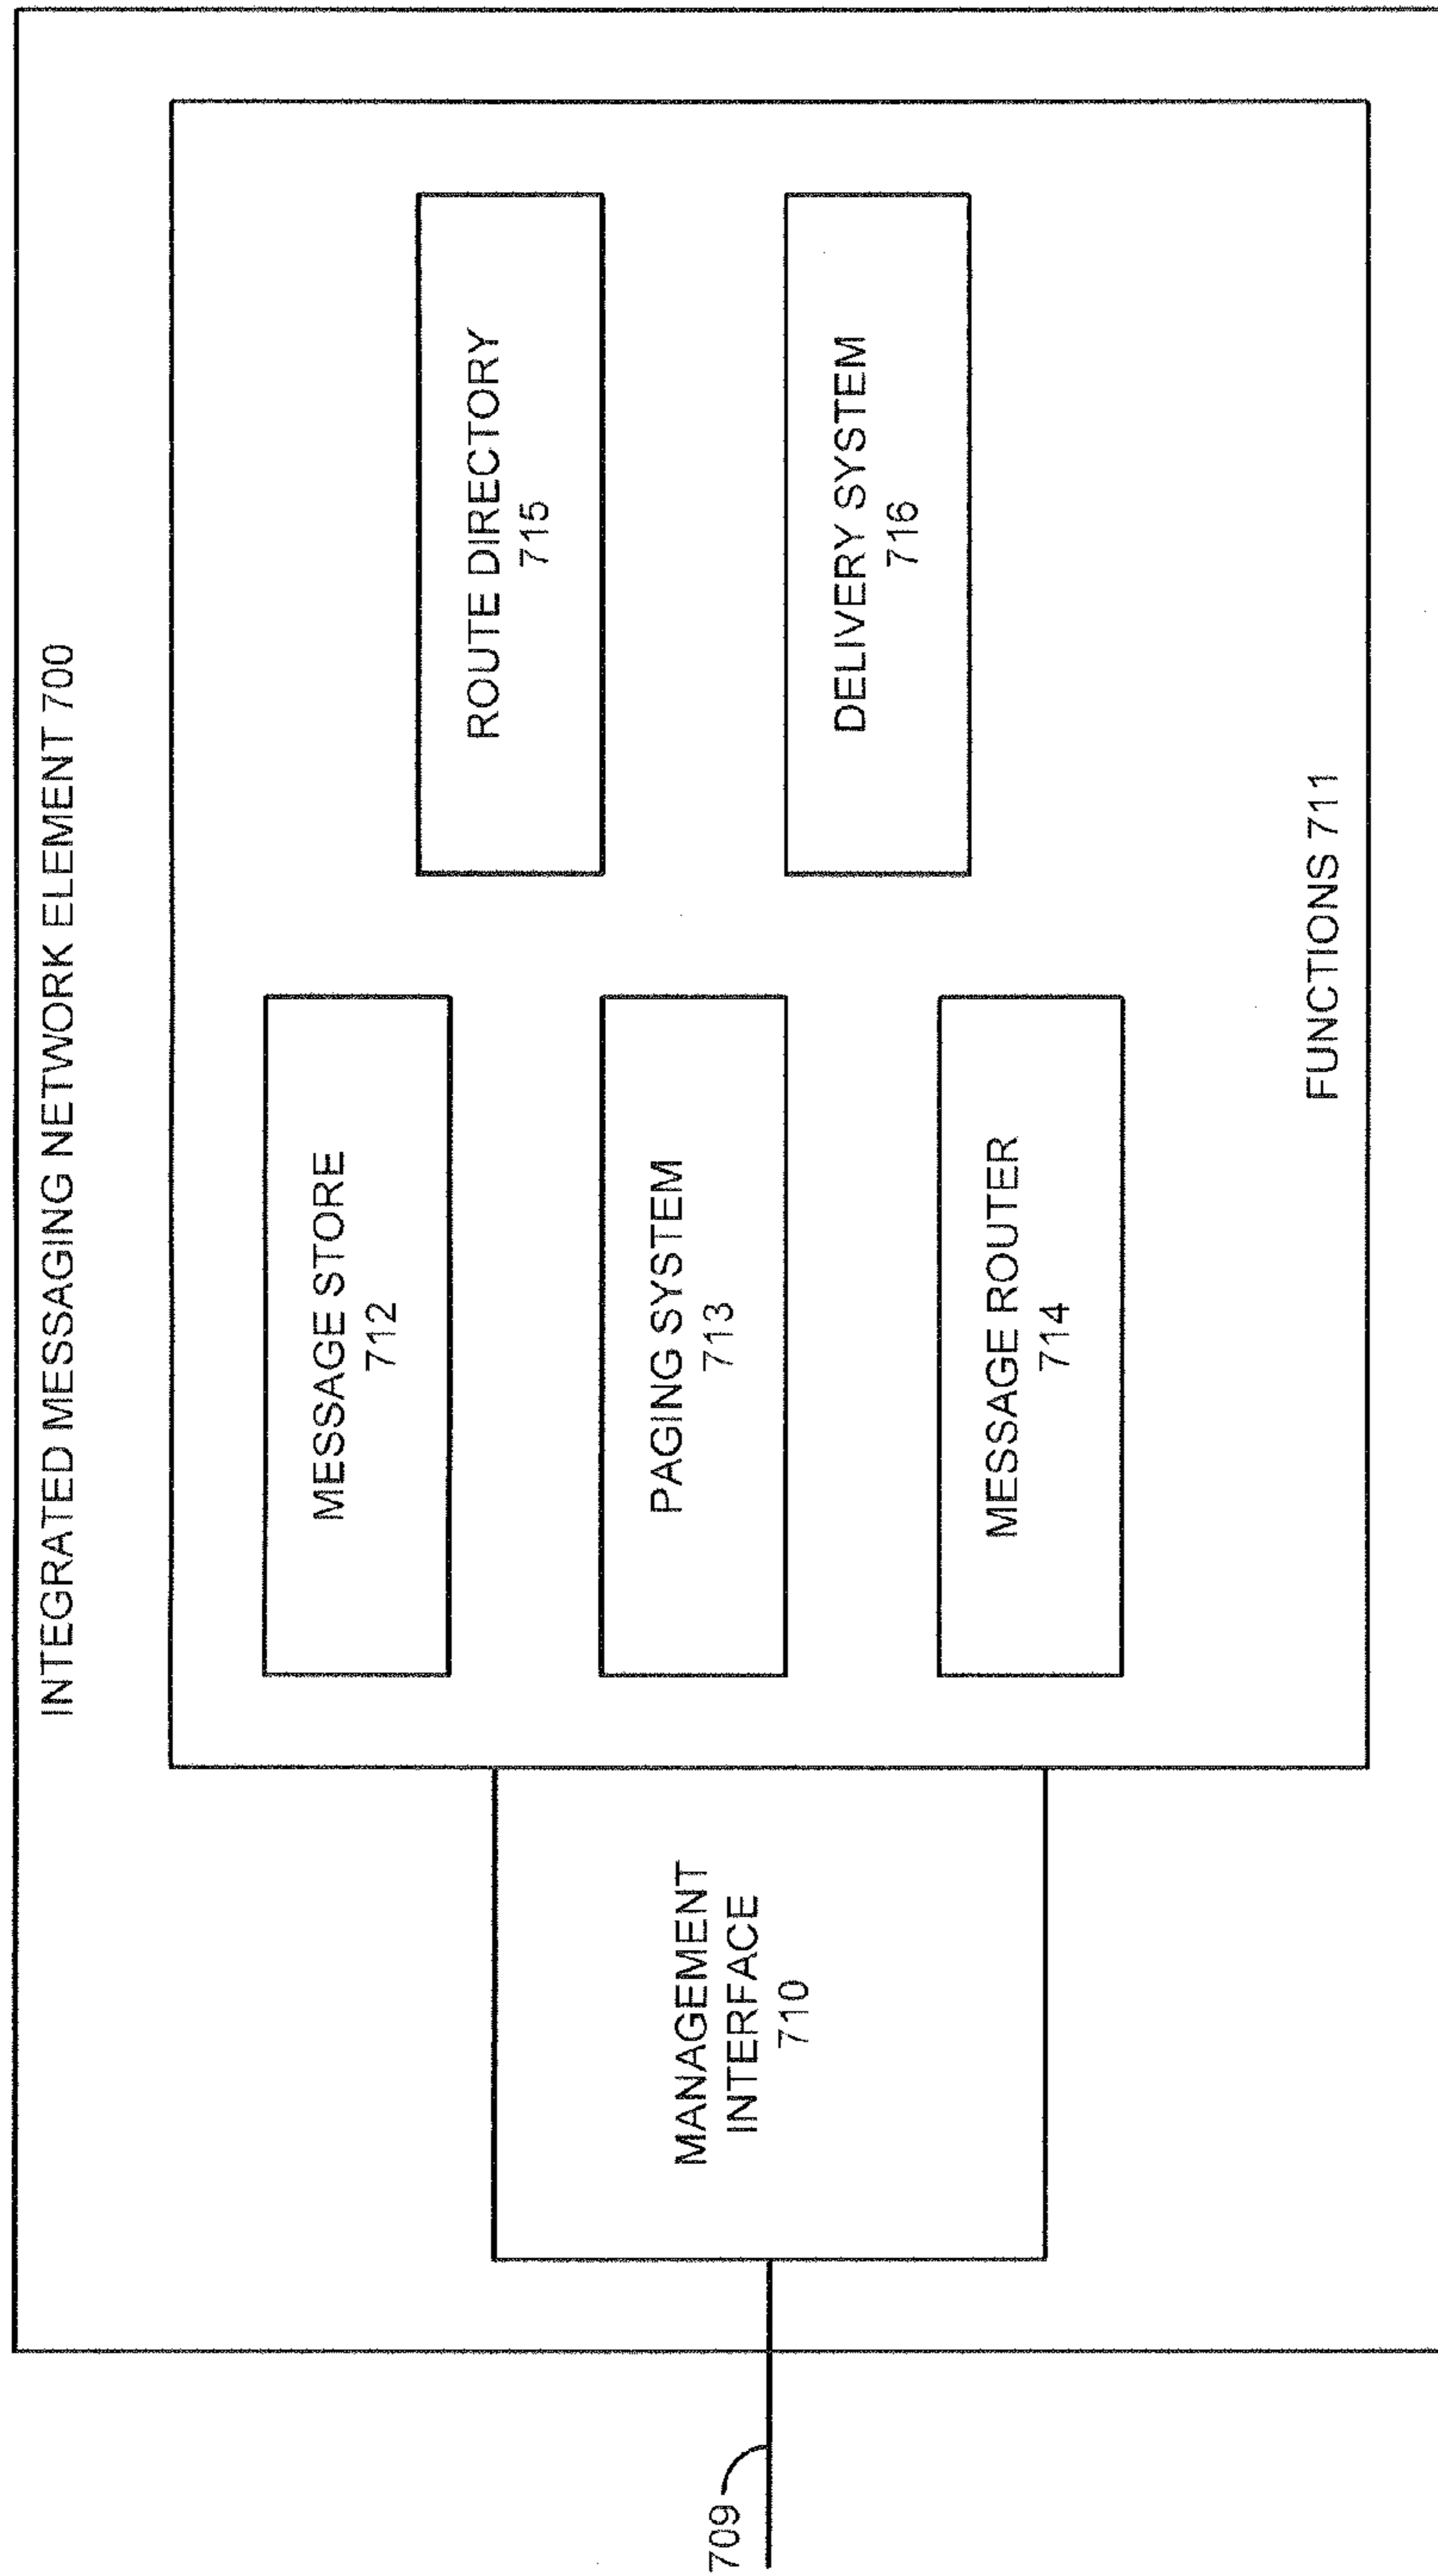 INTEGRATED MESSAGING NETWORK ELEMENT 700
709
MANAGEMENT
INTERFACE
710
MESSAGE STORE
712
PAGING SYSTEM
713
MESSAGE ROUTER
714
ROUTE DIRECTORY
715
DELIVERY SYSTEM
716
FUNCTIONS 711